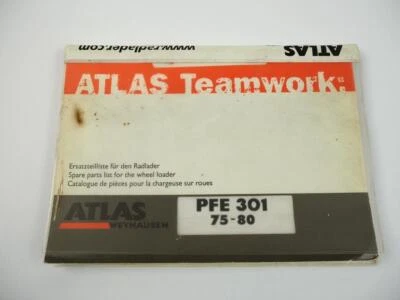 www.radlader.com ATLAS
ATLAS Teamwork.
Ersatzteilliste für den Radlader
Spare parts list for the wheel loader
Catalogue de pièces pour la chargeuse sur roues
ATLAS
WEYHAUSEN
PFE 301
75-80